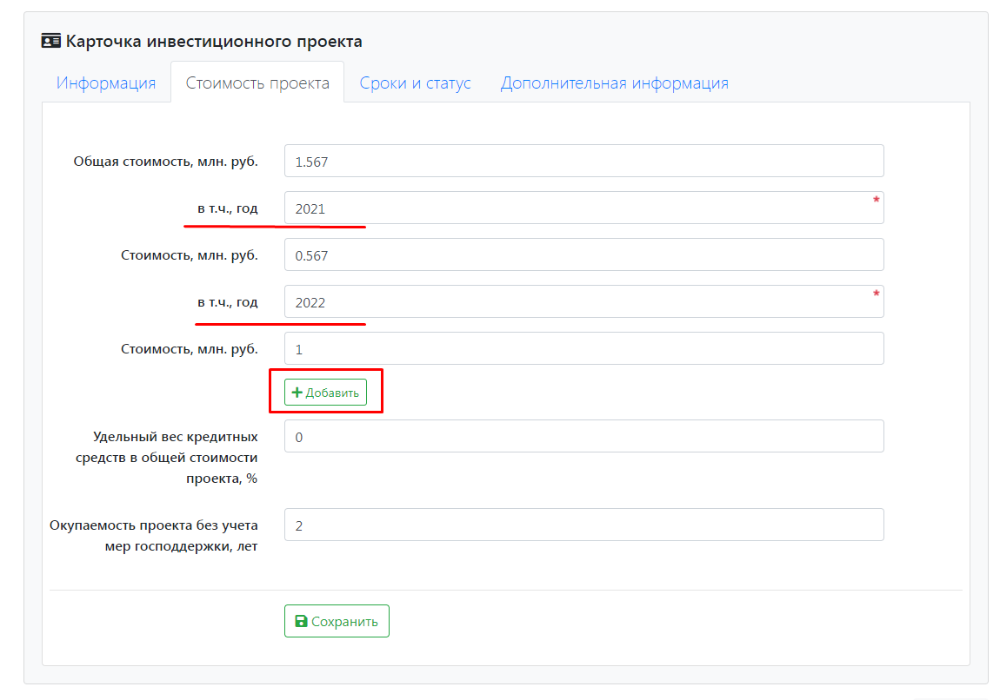 Карточка инвестиционного проекта
Информация Стоимость проекта Сроки и статус Дополнительная информация
Общая стоимость, млн. руб. 1.567
в т.ч., год 2021 *
Стоимость, млн. руб. 0.567
в т.ч., год 2022 *
Стоимость, млн. руб. 1
+ Добавить
Удельный вес кредитных 0
средств в общей стоимости
проекта, %
Окупаемость проекта без учета 2
мер господдержки, лет
Сохранить